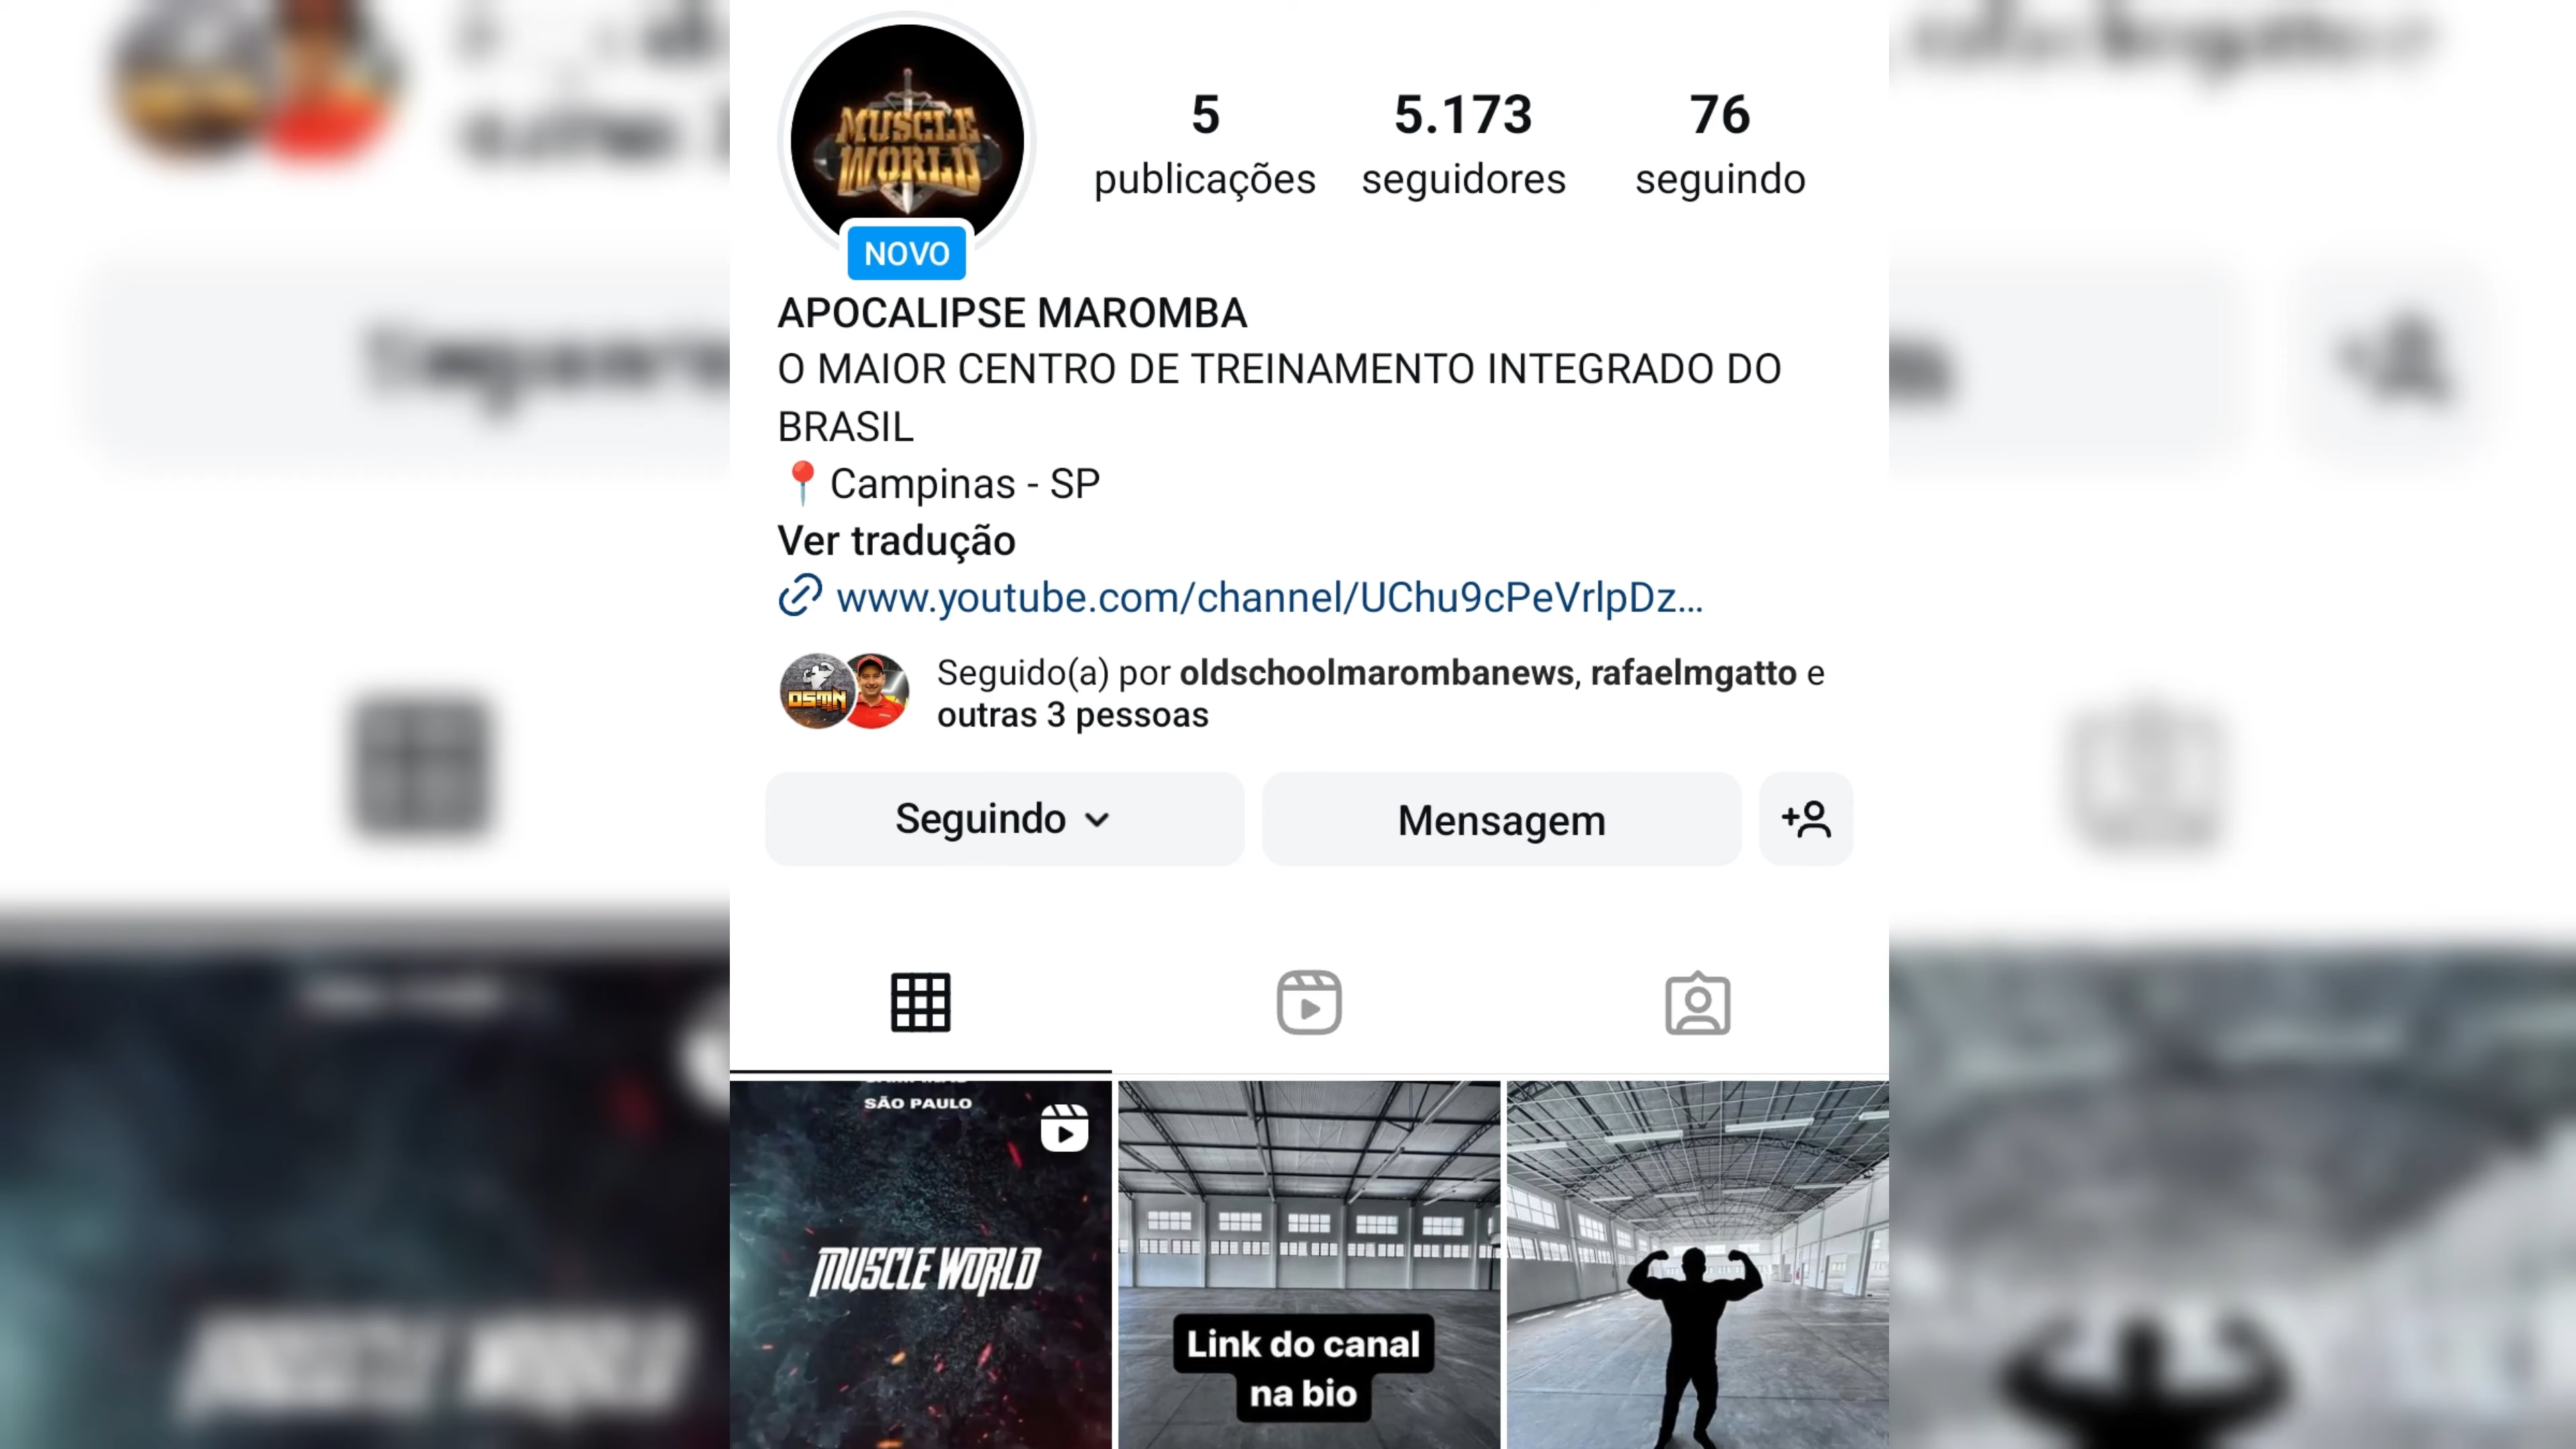 MUSCLE
WORLD
NOVO
5
publicações
5.173
seguidores
76
seguindo
APOCALIPSE MAROMBA
O MAIOR CENTRO DE TREINAMENTO INTEGRADO DO
BRASIL
📍Campinas - SP
Ver tradução
www.youtube.com/channel/UChu9cPeVrlpDz...
OSMN
Seguido(a) por oldschoolmarombanews, rafaelmgatto e
outras 3 pessoas
Seguindo
Mensagem
SÃO PAULO
MUSCLE WORLD
Link do canal
na bio